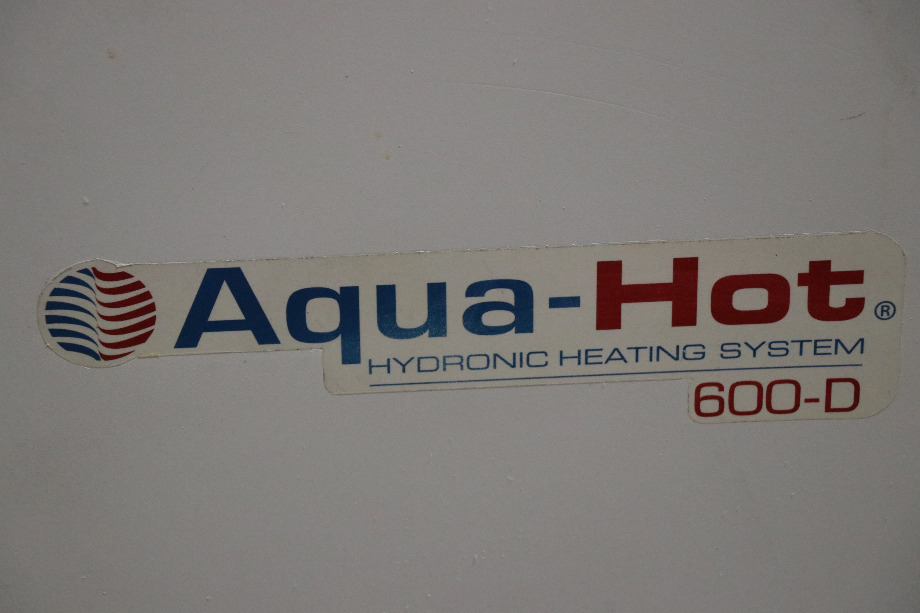 Aqua-Hot®
HYDRONIC HEATING SYSTEM
600-D